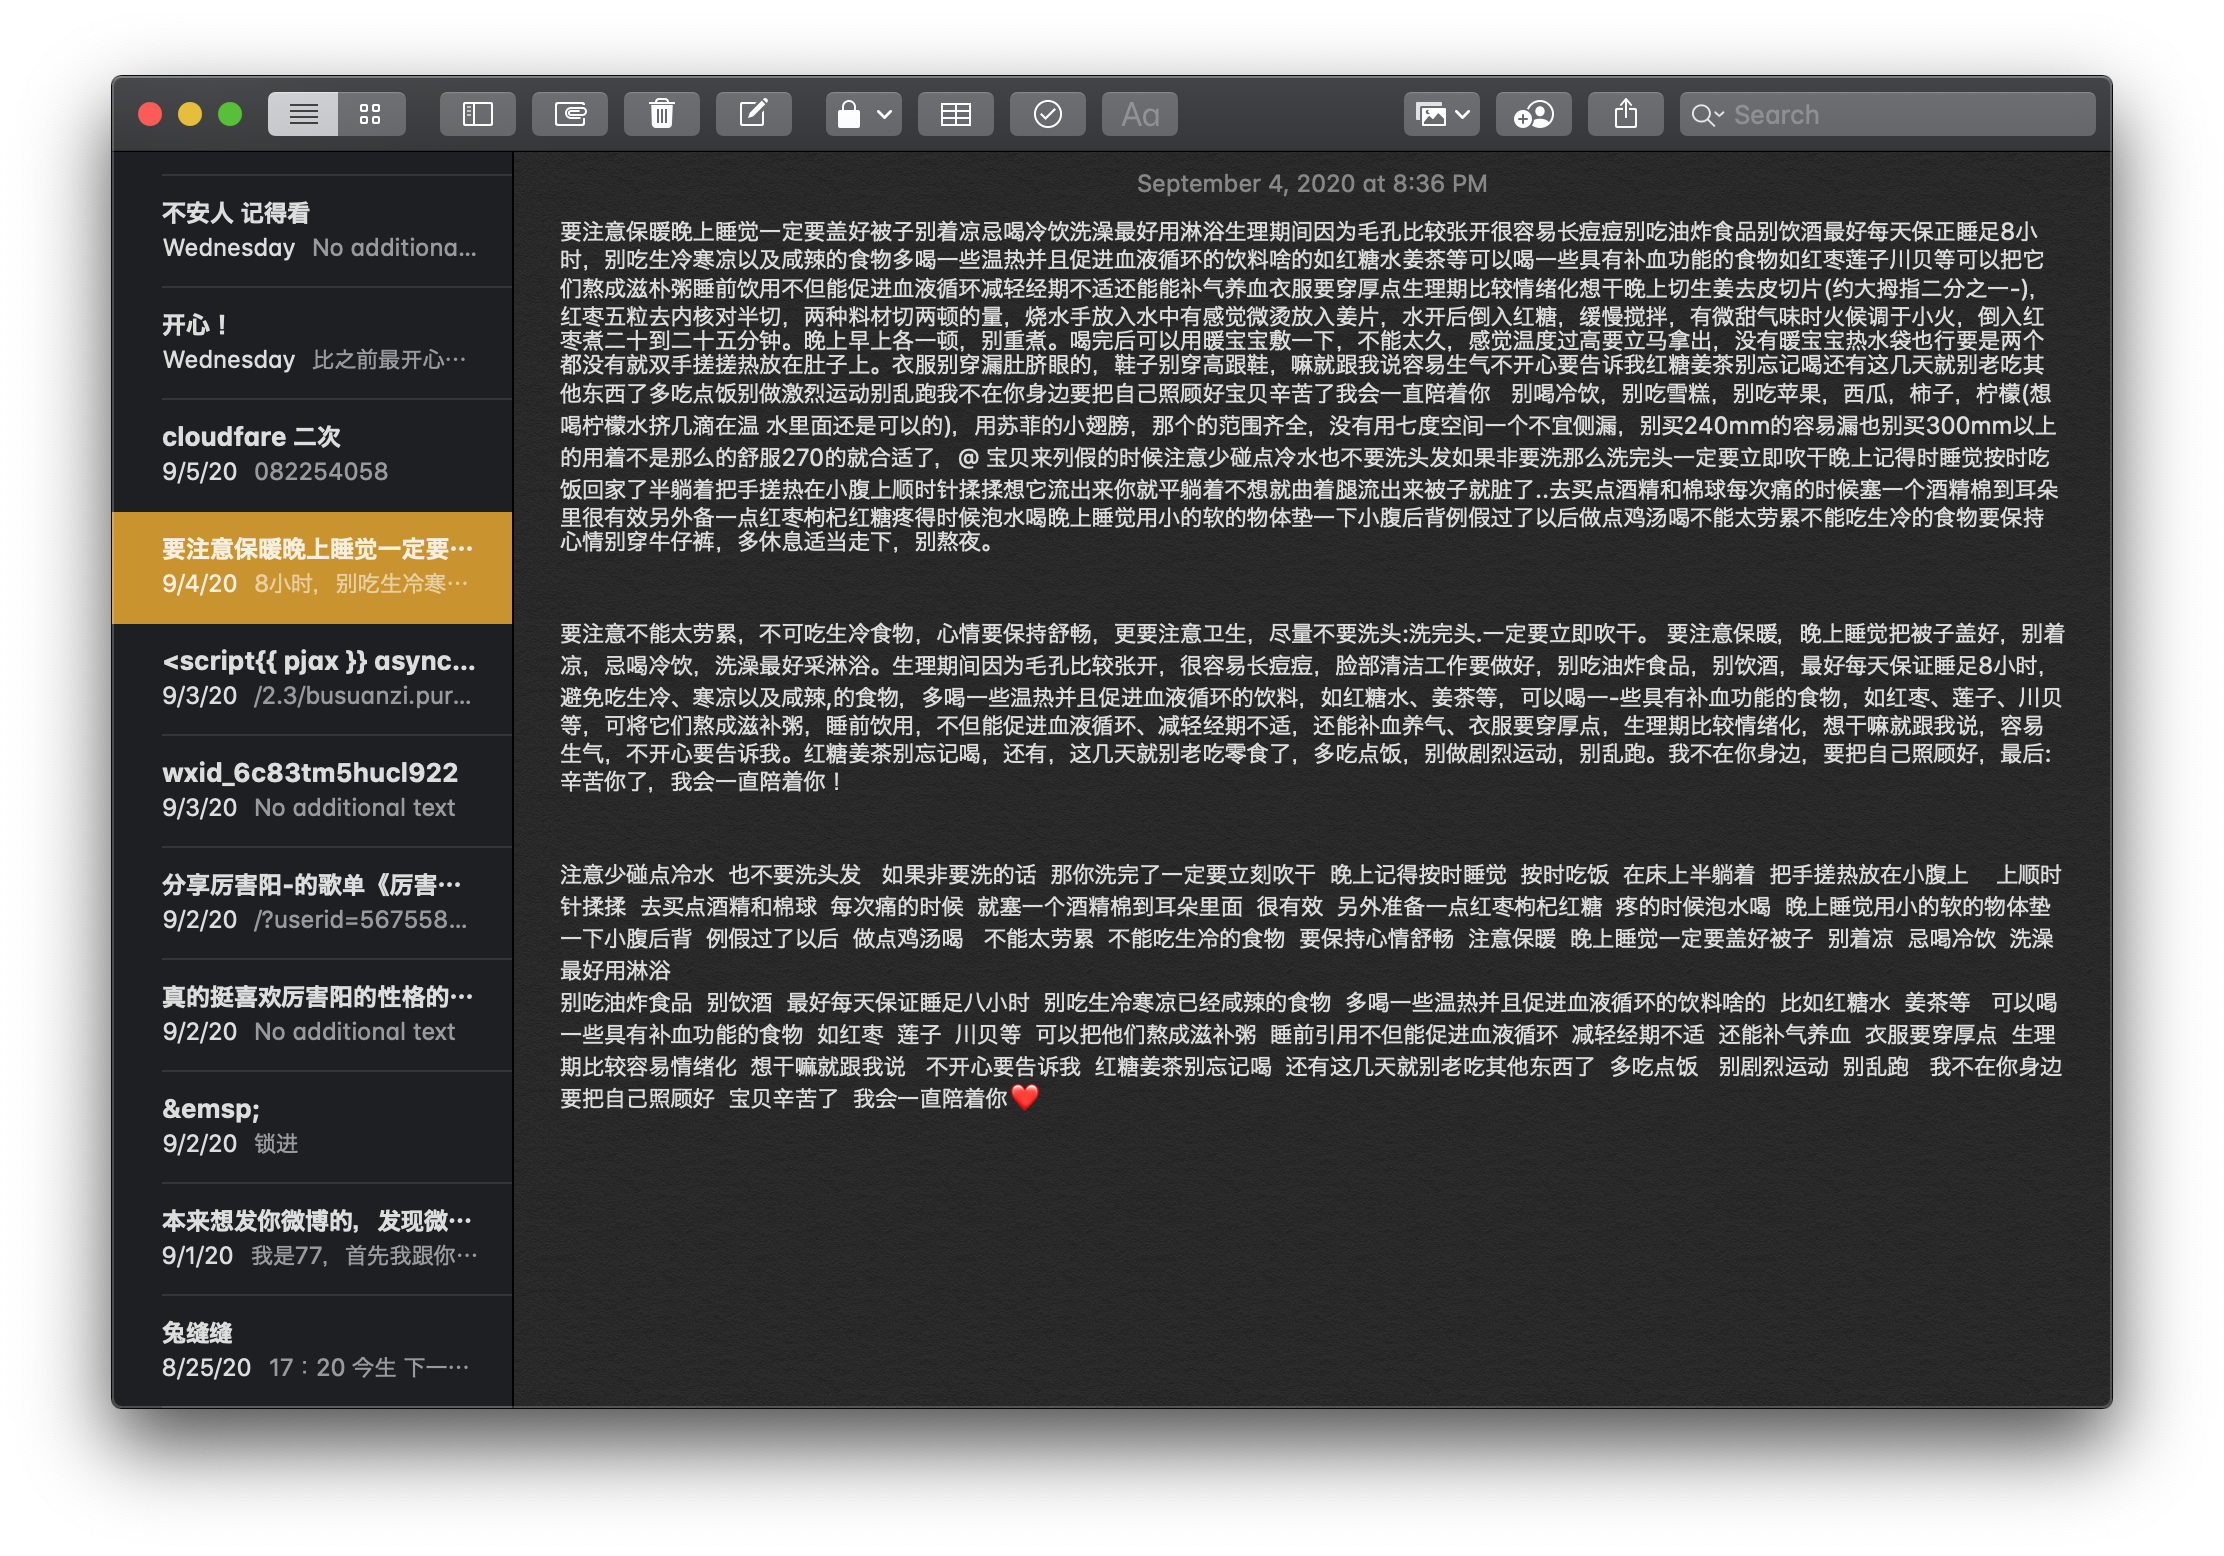 Aa
Search
不安人 记得看
Wednesday No additiona...
开心！
Wednesday 比之前最开心…
cloudfare 二次
9/5/20 082254058
要注意保暖晚上睡觉一定要…
9/4/20 8小时，别吃生冷寒…
<script{{ pjax }} async...
9/3/20 /2.3/busuanzi.pur...
wxid_6c83tm5hucl922
9/3/20 No additional text
分享厉害阳-的歌单《厉害…
9/2/20 /?userid=567558...
真的挺喜欢厉害阳的性格的…
9/2/20 No additional text
&emsp;
9/2/20 锁进
本来想发你微博的，发现微…
9/1/20 我是77，首先我跟你…
兔缝缝
8/25/20 17：20 今生 下一…
September 4, 2020 at 8:36 PM
要注意保暖晚上睡觉一定要盖好被子别着凉忌喝冷饮洗澡最好用淋浴生理期间因为毛孔比较张开很容易长痘痘别吃油炸食品别饮酒最好每天保正睡足8小
时，别吃生冷寒凉以及咸辣的食物多喝一些温热并且促进血液循环的饮料啥的如红糖水姜茶等可以喝一些具有补血功能的食物如红枣莲子川贝等可以把它
们熬成滋朴粥睡前饮用不但能促进血液循环减轻经期不适还能能补气养血衣服要穿厚点生理期比较情绪化想干晚上切生姜去皮切片(约大拇指二分之一-)，
红枣五粒去内核对半切，两种料材切两顿的量，烧水手放入水中有感觉微烫放入姜片，水开后倒入红糖，缓慢搅拌，有微甜气味时火候调于小火，倒入红
枣煮二十到二十五分钟。晚上早上各一顿，别重煮。喝完后可以用暖宝宝敷一下，不能太久，感觉温度过高要立马拿出，没有暖宝宝热水袋也行要是两个
都没有就双手搓搓热放在肚子上。衣服别穿漏肚脐眼的，鞋子别穿高跟鞋，嘛就跟我说容易生气不开心要告诉我红糖姜茶别忘记喝还有这几天就别老吃其
他东西了多吃点饭别做激烈运动别乱跑我不在你身边要把自己照顾好宝贝辛苦了我会一直陪着你 别喝冷饮，别吃雪糕，别吃苹果，西瓜，柿子，柠檬(想
喝柠檬水挤几滴在温 水里面还是可以的)，用苏菲的小翅膀，那个的范围齐全，没有用七度空间一个不宜侧漏，别买240mm的容易漏也别买300mm以上
的用着不是那么的舒服270的就合适了，@ 宝贝来列假的时候注意少碰点冷水也不要洗头发如果非要洗那么洗完头一定要立即吹干晚上记得时睡觉按时吃
饭回家了半躺着把手搓热在小腹上顺时针揉揉想它流出来你就平躺着不想就曲着腿流出来被子就脏了..去买点酒精和棉球每次痛的时候塞一个酒精棉到耳朵
里很有效另外备一点红枣枸杞红糖疼得时候泡水喝晚上睡觉用小的软的物体垫一下小腹后背例假过了以后做点鸡汤喝不能太劳累不能吃生冷的食物要保持
心情别穿牛仔裤，多休息适当走下，别熬夜。
要注意不能太劳累，不可吃生冷食物，心情要保持舒畅，更要注意卫生，尽量不要洗头:洗完头.一定要立即吹干。 要注意保暖，晚上睡觉把被子盖好，别着
凉，忌喝冷饮，洗澡最好采淋浴。生理期间因为毛孔比较张开，很容易长痘痘，脸部清洁工作要做好，别吃油炸食品，别饮酒，最好每天保证睡足8小时，
避免吃生冷、寒凉以及咸辣,的食物，多喝一些温热并且促进血液循环的饮料，如红糖水、姜茶等，可以喝一-些具有补血功能的食物，如红枣、莲子、川贝
等，可将它们熬成滋补粥，睡前饮用，不但能促进血液循环、减轻经期不适，还能补血养气、衣服要穿厚点，生理期比较情绪化，想干嘛就跟我说，容易
生气，不开心要告诉我。红糖姜茶别忘记喝，还有，这几天就别老吃零食了，多吃点饭，别做剧烈运动，别乱跑。我不在你身边，要把自己照顾好，最后:
辛苦你了，我会一直陪着你！
注意少碰点冷水 也不要洗头发 如果非要洗的话 那你洗完了一定要立刻吹干 晚上记得按时睡觉 按时吃饭 在床上半躺着 把手搓热放在小腹上 上顺时
针揉揉 去买点酒精和棉球 每次痛的时候 就塞一个酒精棉到耳朵里面 很有效 另外准备一点红枣枸杞红糖 疼的时候泡水喝 晚上睡觉用小的软的物体垫
一下小腹后背 例假过了以后 做点鸡汤喝 不能太劳累 不能吃生冷的食物 要保持心情舒畅 注意保暖 晚上睡觉一定要盖好被子 别着凉 忌喝冷饮 洗澡
最好用淋浴
别吃油炸食品 别饮酒 最好每天保证睡足八小时 别吃生冷寒凉已经咸辣的食物 多喝一些温热并且促进血液循环的饮料啥的 比如红糖水 姜茶等 可以喝
一些具有补血功能的食物 如红枣 莲子 川贝等 可以把他们熬成滋补粥 睡前引用不但能促进血液循环 减轻经期不适 还能补气养血 衣服要穿厚点 生理
期比较容易情绪化 想干嘛就跟我说 不开心要告诉我 红糖姜茶别忘记喝 还有这几天就别老吃其他东西了 多吃点饭 别剧烈运动 别乱跑 我不在你身边
要把自己照顾好 宝贝辛苦了 我会一直陪着你❤️